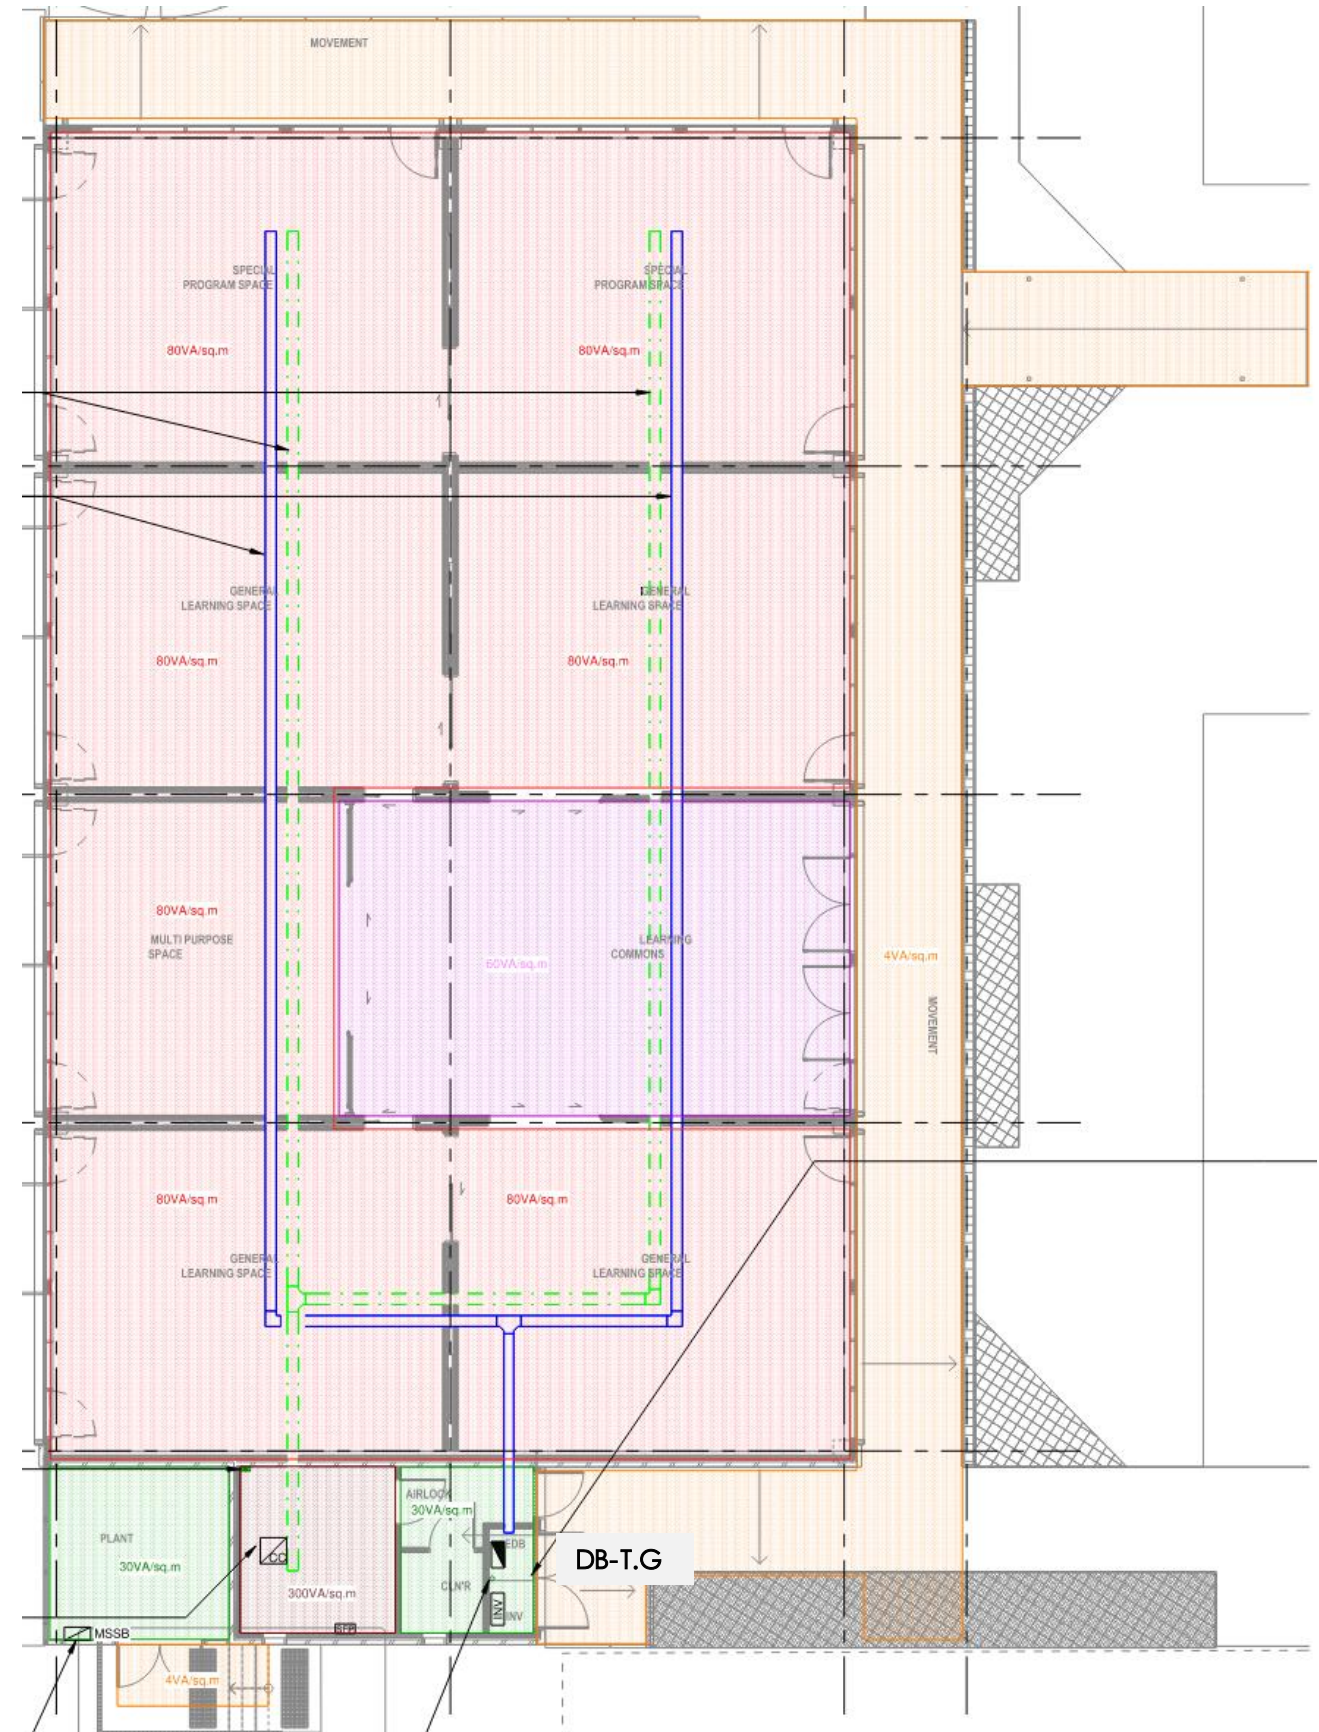 MOVEMENT
SPECIAL
PROGRAM SPACE
SPECIAL
PROGRAM SPACE
80VA/sq.m
80VA/sq.m
GENERAL
LEARNING SPACE
GENERAL
LEARNING SPACE
80VA/sq.m
80VA/sq.m
80VA/sq.m
MULTI PURPOSE
SPACE
LEARNING
COMMONS
60VA/sq.m
4VA/sq.m
MOVEMENT
80VA/sq.m
80VA/sq.m
GENERAL
LEARNING SPACE
GENERAL
LEARNING SPACE
AIRLOCK
30VA/sq.m
PLANT
30VA/sq.m
CC
EDB
DB-T.G
300VA/sq.m
CLN'R
INV
INV
SFP
MSSB
4VA/sq.m